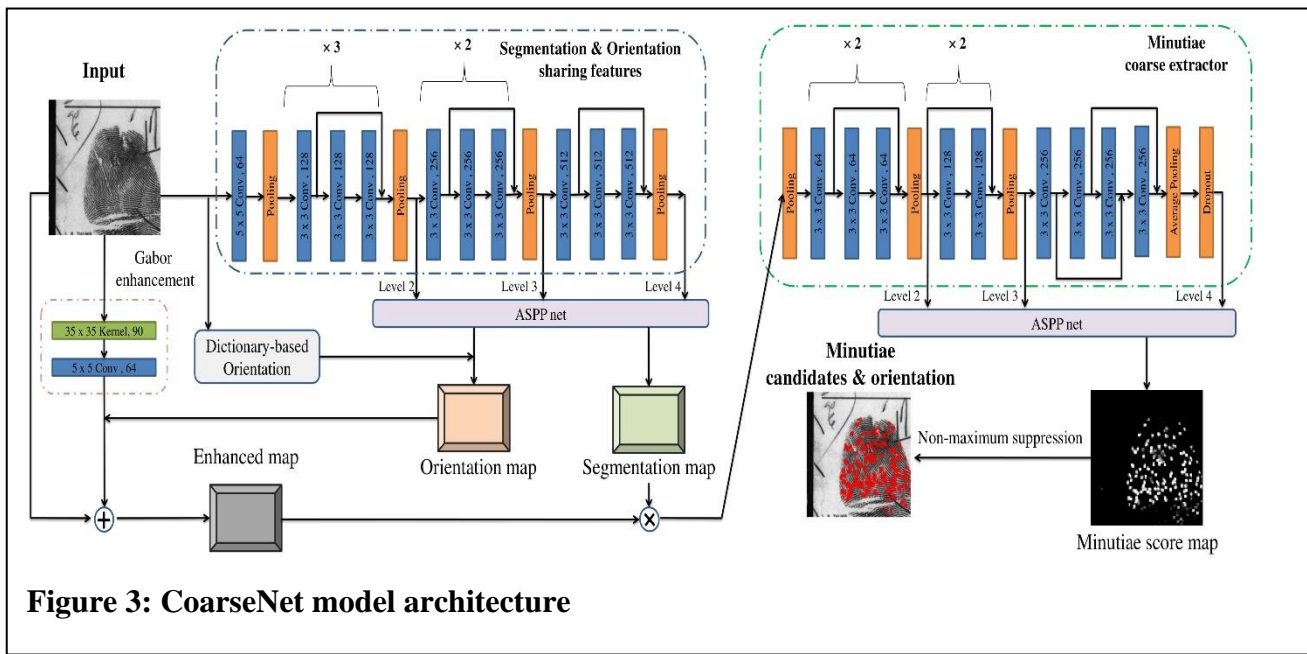 Input
Segmentation & Orientation
sharing features
× 3
× 2
5 x 5 Conv , 64
Pooling
3 x 3 Conv , 128
3 x 3 Conv , 128
3 x 3 Conv , 128
Pooling
3 x 3 Conv , 256
3 x 3 Conv , 256
3 x 3 Conv , 256
Pooling
3 x 3 Conv , 512
3 x 3 Conv , 512
3 x 3 Conv , 512
Pooling
Level 2
Level 3
Level 4
ASPP net
Gabor
enhancement
35 x 35 Kernel, 90
5 x 5 Conv , 64
Dictionary-based
Orientation
Orientation map
Segmentation map
Enhanced map
+
×
Minutiae
coarse extractor
× 2
× 2
Pooling
3 x 3 Conv , 64
3 x 3 Conv , 64
3 x 3 Conv , 64
Pooling
3 x 3 Conv , 128
3 x 3 Conv , 128
Pooling
3 x 3 Conv , 256
3 x 3 Conv , 256
3 x 3 Conv , 256
3 x 3 Conv , 256
Average Pooling
Dropout
Level 2
Level 3
Level 4
ASPP net
Minutiae
candidates & orientation
Non-maximum suppression
Minutiae score map
Figure 3: CoarseNet model architecture